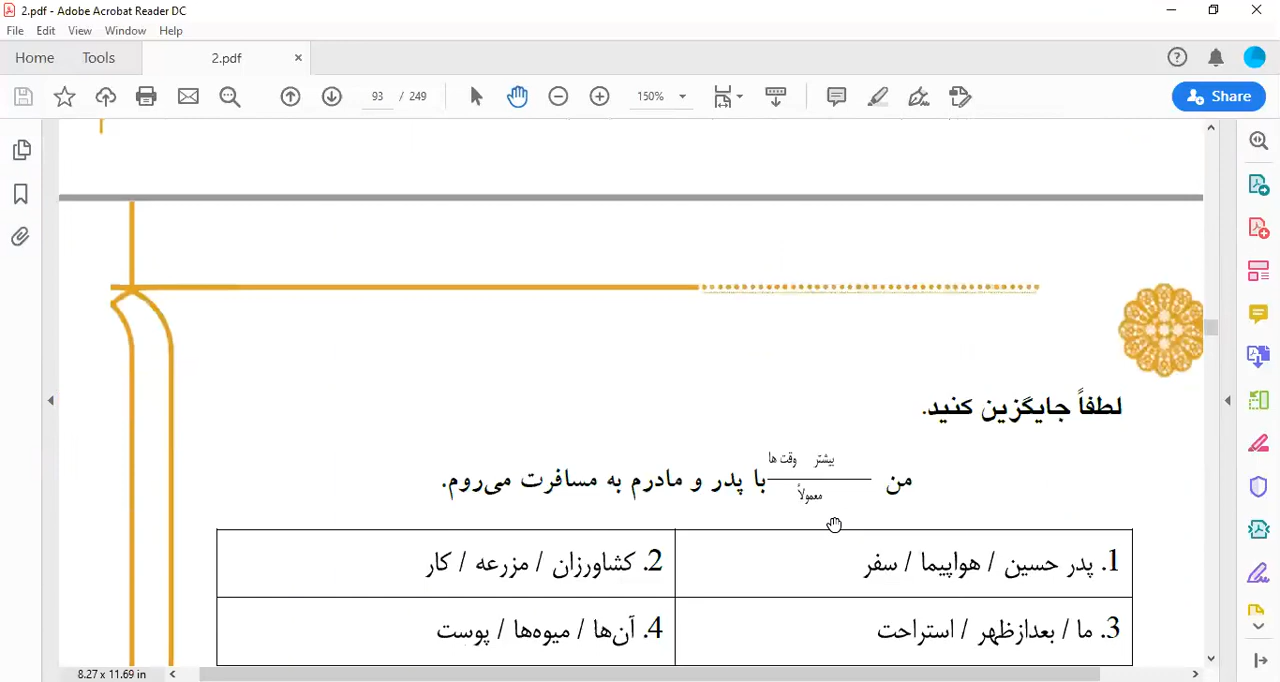 2.pdf - Adobe Acrobat Reader DC
File Edit View Window Help
Home Tools 2.pdf
93 / 249 150% Share
لطفاً جایگزین کنید.
بیشتر وقت ها
من با پدر و مادرم به مسافرت می‌روم.
معمولاً
1. پدر حسین / هواپیما / سفر
2. کشاورزان / مزرعه / کار
3. ما / بعدازظهر / استراحت
4. آن‌ها / میوه‌ها / پوست
8.27 x 11.69 in